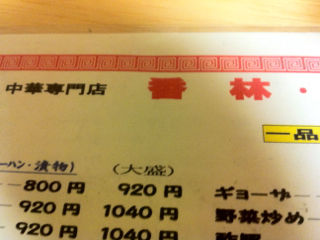 中華専門店 番林・
一品
ーハン・漬物) (大盛)
800円 920円 ギョーザ
920円 1040円 野菜炒め
920円 1040円 酢豚